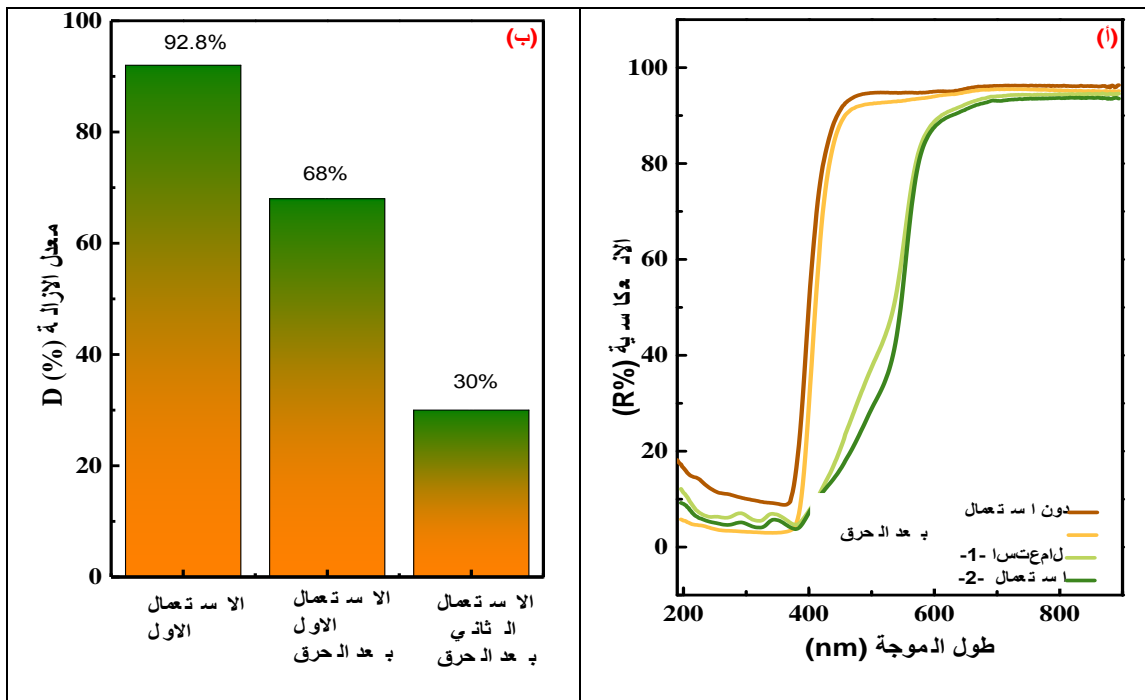 (أ)
100
80
60
40
20
0
الانعكاسية (R%)
دون استعمال
بعد الحرق
لامعتسا -1-
استعمال -2-
200
400
600
800
طول الموجة (nm)
(ب)
100
80
60
40
20
0
معدل الازالة D (%)
92.8%
68%
30%
الاستعمال
الاول
الاستعمال
الاول
بعد الحرق
الاستعمال
الثاني
بعد الحرق